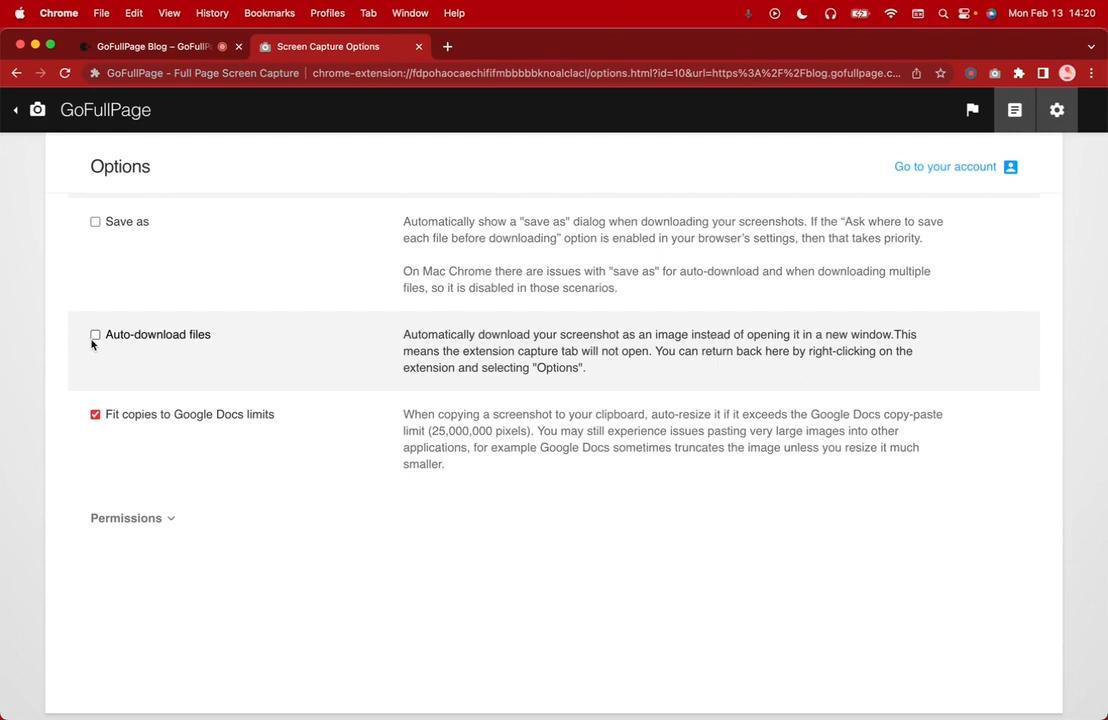 Chrome File Edit View History Bookmarks Profiles Tab Window Help Mon Feb 13 14:20
GoFullPage Blog – GoFullP Screen Capture Options
GoFullPage - Full Page Screen Capture chrome-extension://fdpohaocaechififmbbbbbknoalclacl/options.html?id=10&url=https%3A%2F%2Fblog.gofullpage.c...
GoFullPage
Options
Go to your account
Save as
Automatically show a "save as" dialog when downloading your screenshots. If the “Ask where to save
each file before downloading” option is enabled in your browser’s settings, then that takes priority.
On Mac Chrome there are issues with "save as" for auto-download and when downloading multiple
files, so it is disabled in those scenarios.
Auto-download files
Automatically download your screenshot as an image instead of opening it in a new window.This
means the extension capture tab will not open. You can return back here by right-clicking on the
extension and selecting "Options".
Fit copies to Google Docs limits
When copying a screenshot to your clipboard, auto-resize it if it exceeds the Google Docs copy-paste
limit (25,000,000 pixels). You may still experience issues pasting very large images into other
applications, for example Google Docs sometimes truncates the image unless you resize it much
smaller.
Permissions